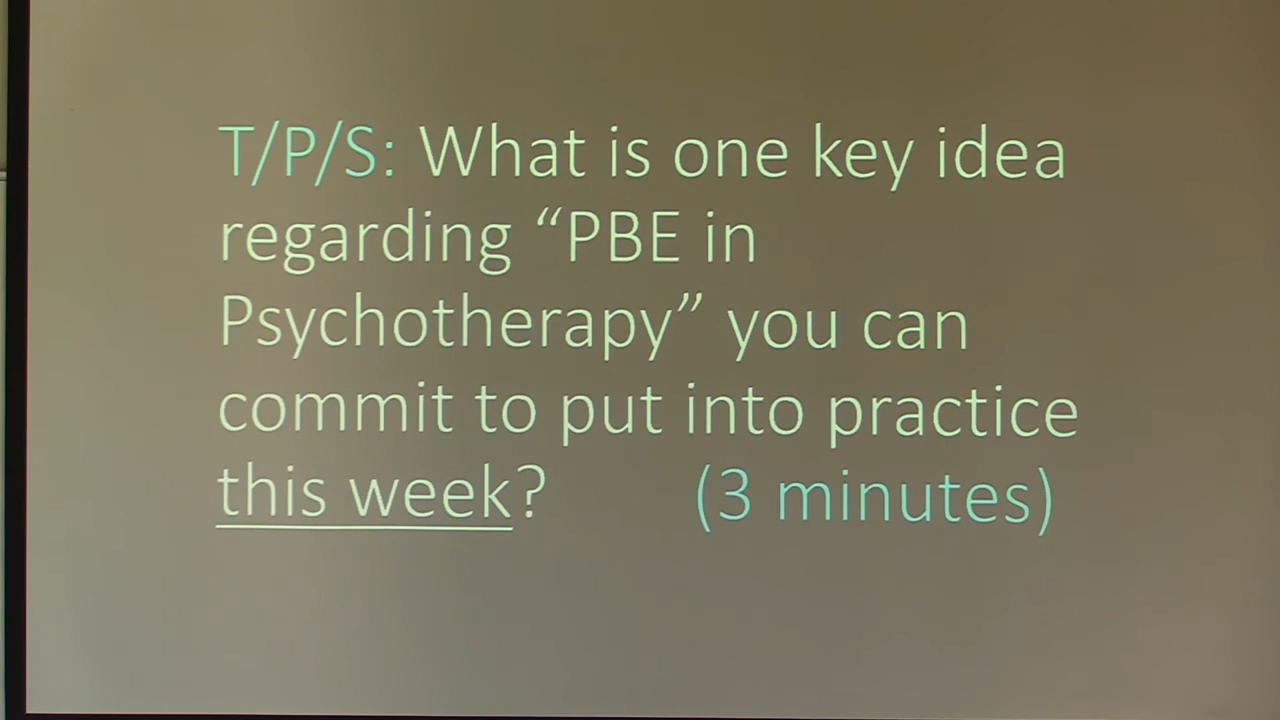 T/P/S: What is one key idea
regarding “PBE in
Psychotherapy” you can
commit to put into practice
this week? (3 minutes)